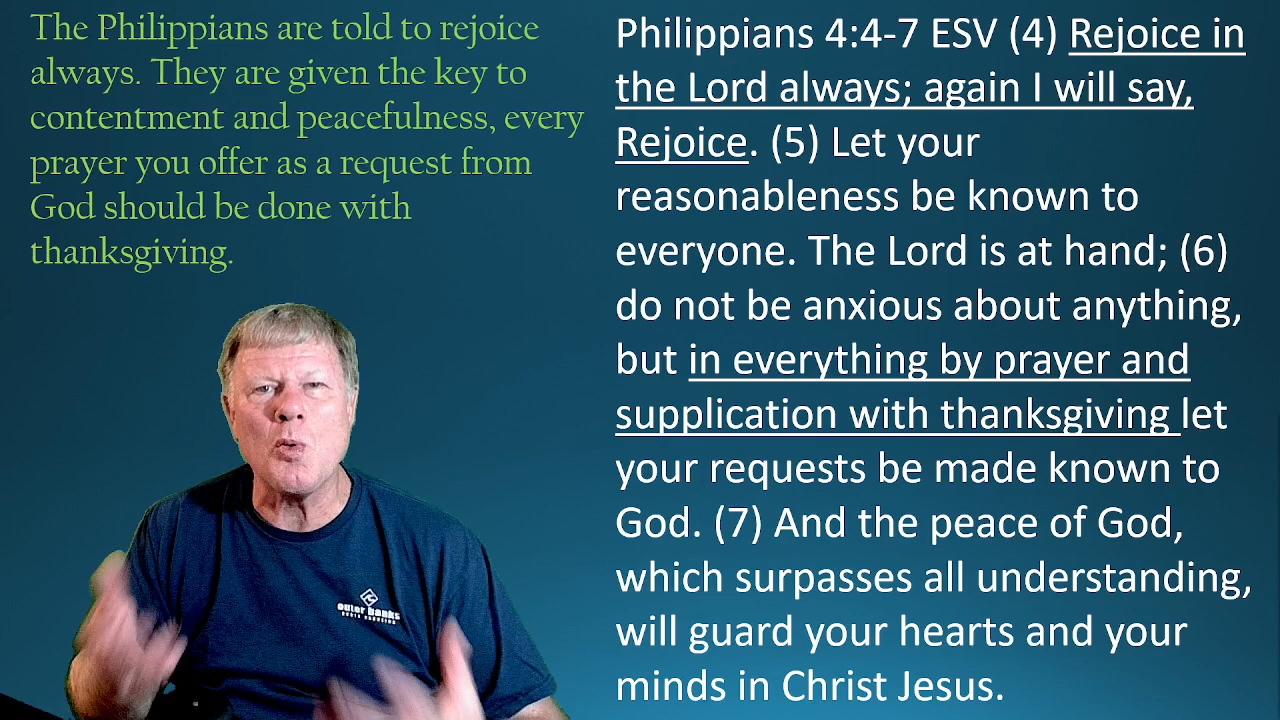 The Philippians are told to rejoice
always. They are given the key to
contentment and peacefulness, every
prayer you offer as a request from
God should be done with
thanksgiving.
Philippians 4:4-7 ESV (4) Rejoice in
the Lord always; again I will say,
Rejoice. (5) Let your
reasonableness be known to
everyone. The Lord is at hand; (6)
do not be anxious about anything,
but in everything by prayer and
supplication with thanksgiving let
your requests be made known to
God. (7) And the peace of God,
which surpasses all understanding,
will guard your hearts and your
minds in Christ Jesus.
outer banks